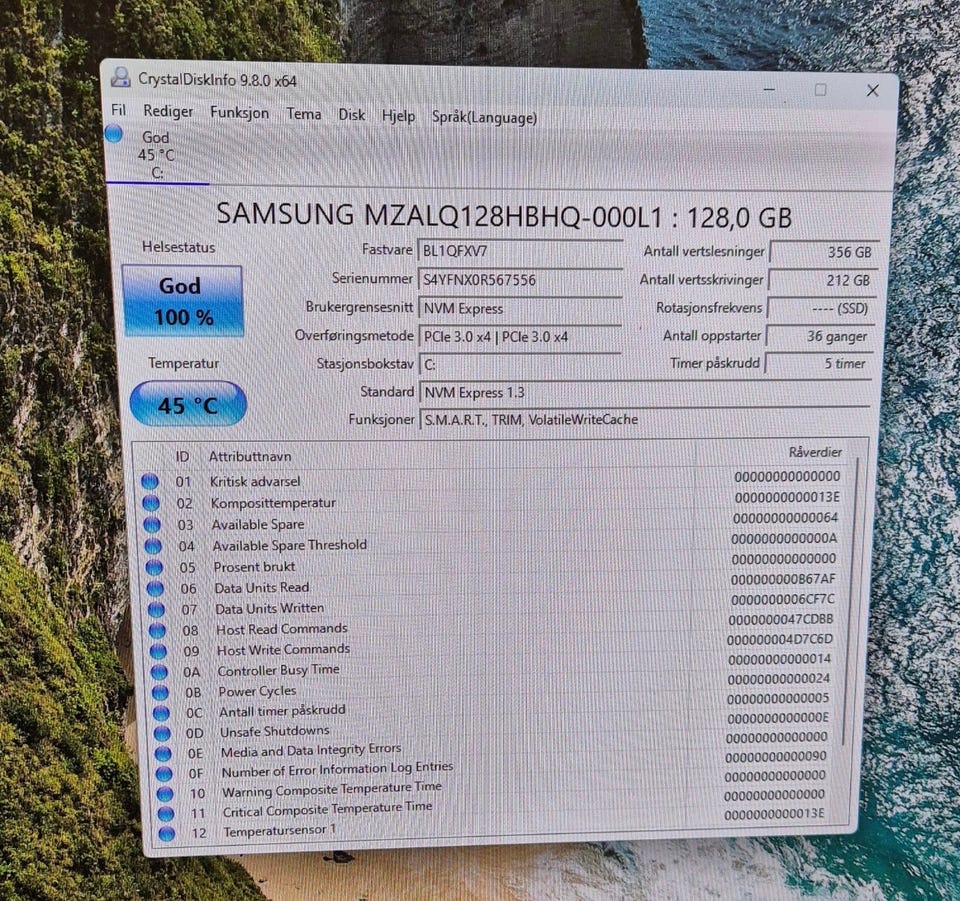 CrystalDiskInfo 9.8.0 x64
Fil Rediger Funksjon Tema Disk Hjelp Språk(Language)
God
45 °C
C:
SAMSUNG MZALQ128HBHQ-000L1 : 128,0 GB
Helsestatus
God
100 %
Temperatur
45 °C
Fastvare BL1QFXV7
Serienummer S4YFNX0R567556
Brukergrensesnitt NVM Express
Overføringsmetode PCIe 3.0 x4 | PCIe 3.0 x4
Stasjonsbokstav C:
Standard NVM Express 1.3
Funksjoner S.M.A.R.T., TRIM, VolatileWriteCache
Antall vertslesninger 356 GB
Antall vertsskrivinger 212 GB
Rotasjonsfrekvens ---- (SSD)
Antall oppstarter 36 ganger
Timer påskrudd 5 timer
ID Attributtnavn Råverdier
01 Kritisk advarsel 00000000000000
02 Komposittemperatur 0000000000013E
03 Available Spare 00000000000064
04 Available Spare Threshold 0000000000000A
05 Prosent brukt 00000000000000
06 Data Units Read 000000000B67AF
07 Data Units Written 0000000006CF7C
08 Host Read Commands 0000000047CDBB
09 Host Write Commands 000000004D7C6D
0A Controller Busy Time 00000000000014
0B Power Cycles 00000000000024
0C Antall timer påskrudd 00000000000005
0D Unsafe Shutdowns 0000000000000E
0E Media and Data Integrity Errors 00000000000000
0F Number of Error Information Log Entries 00000000000090
10 Warning Composite Temperature Time 00000000000000
11 Critical Composite Temperature Time 00000000000000
12 Temperatursensor 1 0000000000013E